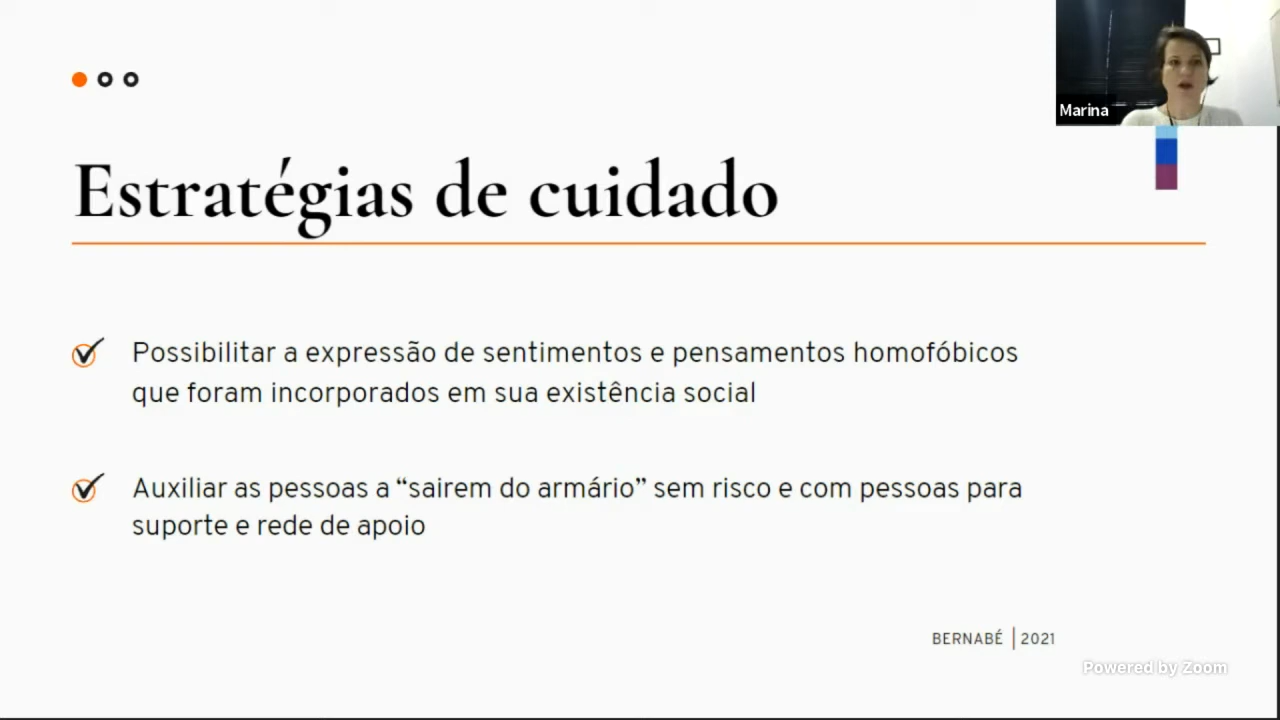 Marina
Estratégias de cuidado
Possibilitar a expressão de sentimentos e pensamentos homofóbicos
que foram incorporados em sua existência social
Auxiliar as pessoas a “sairem do armário” sem risco e com pessoas para
suporte e rede de apoio
BERNABÉ | 2021
Powered by Zoom